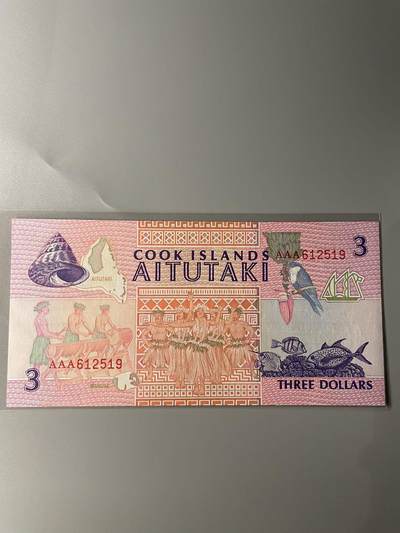 COOK ISLANDS
AAA612519
3
AITUTAKI
AITUTAKI
AAA612519
3
THREE DOLLARS